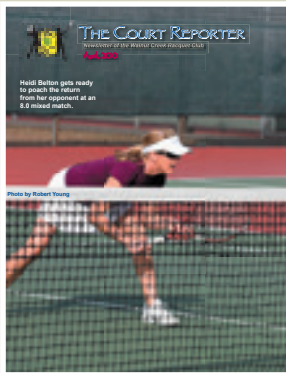 THE COURT REPORTER
Newsletter of the Walnut Creek Racquet Club
Heidi Belton gets ready
to poach the return
from her opponent at an
8.0 mixed match.
Photo by Robert Young